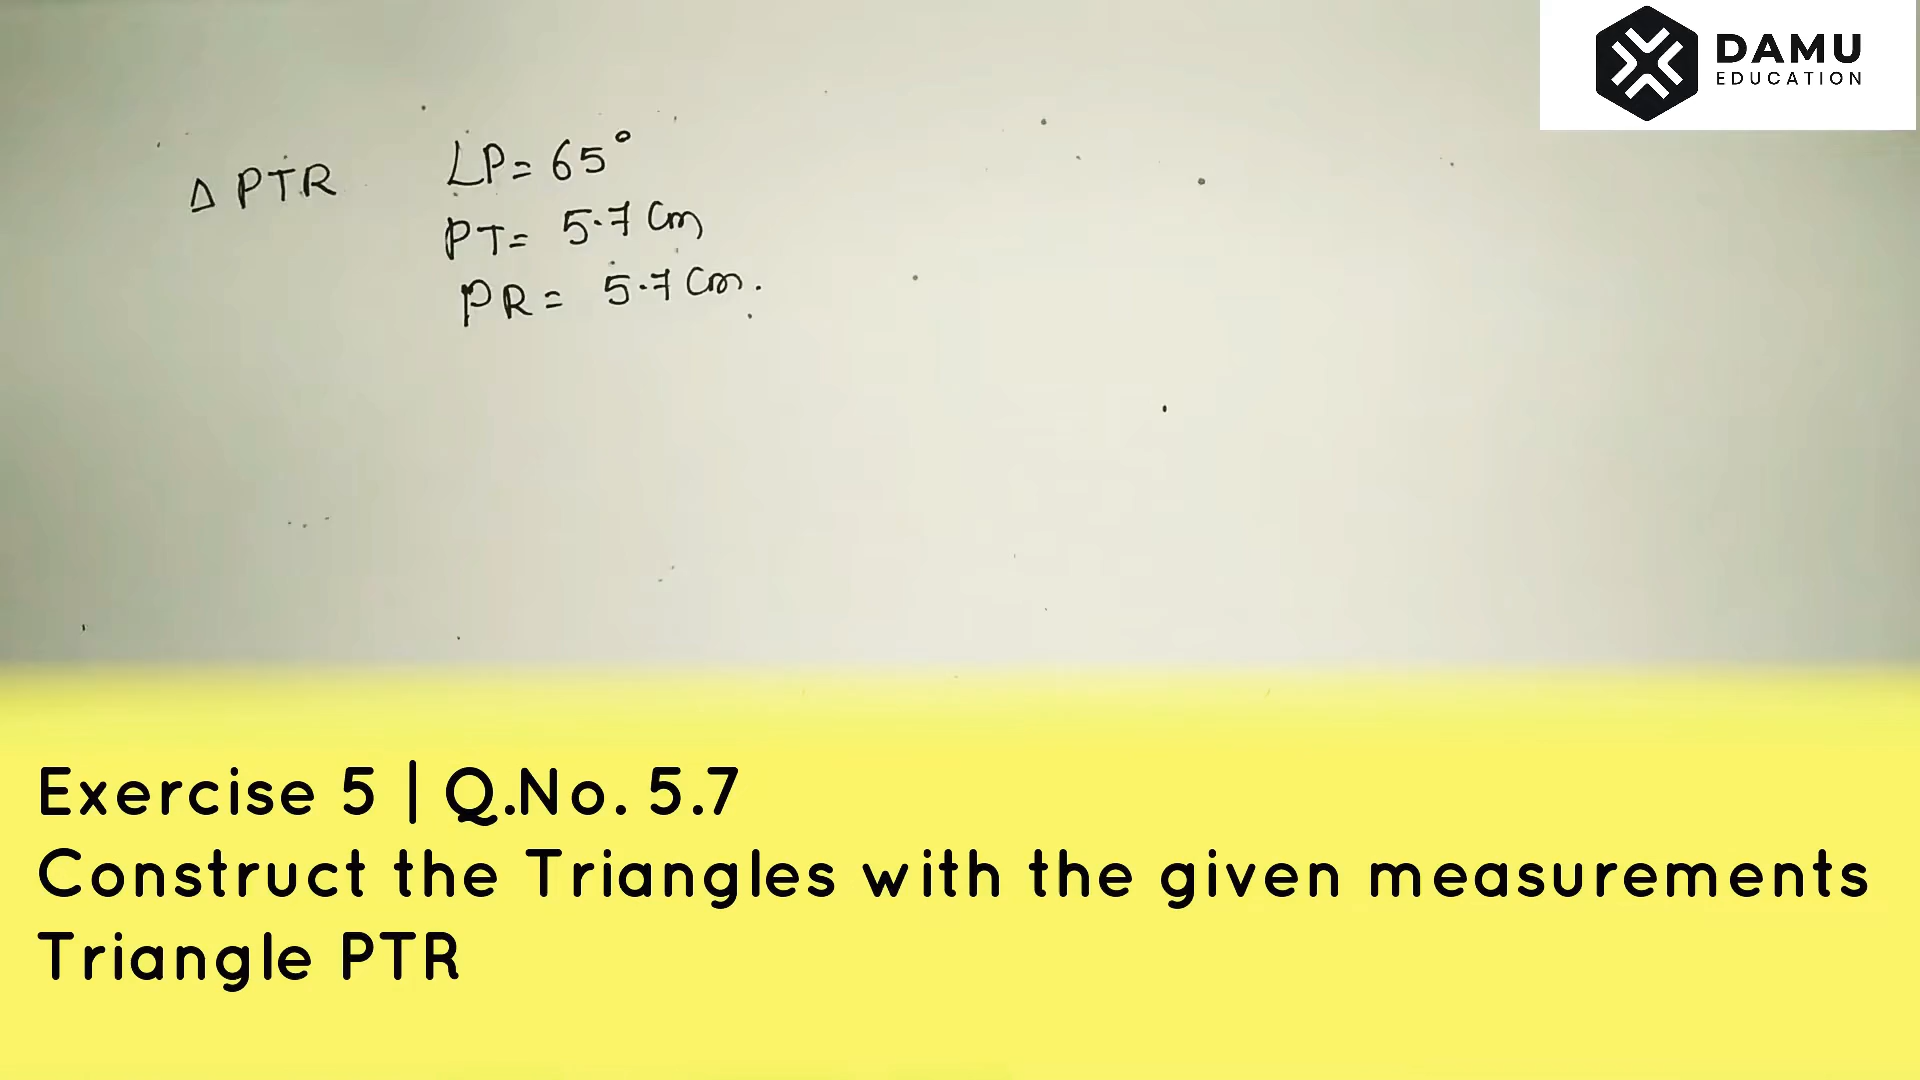 DAMU
EDUCATION
Δ PTR
∠P = 65°
PT = 5.7 cm
PR = 5.7 cm.
Exercise 5 | Q.No. 5.7
Construct the Triangles with the given measurements
Triangle PTR